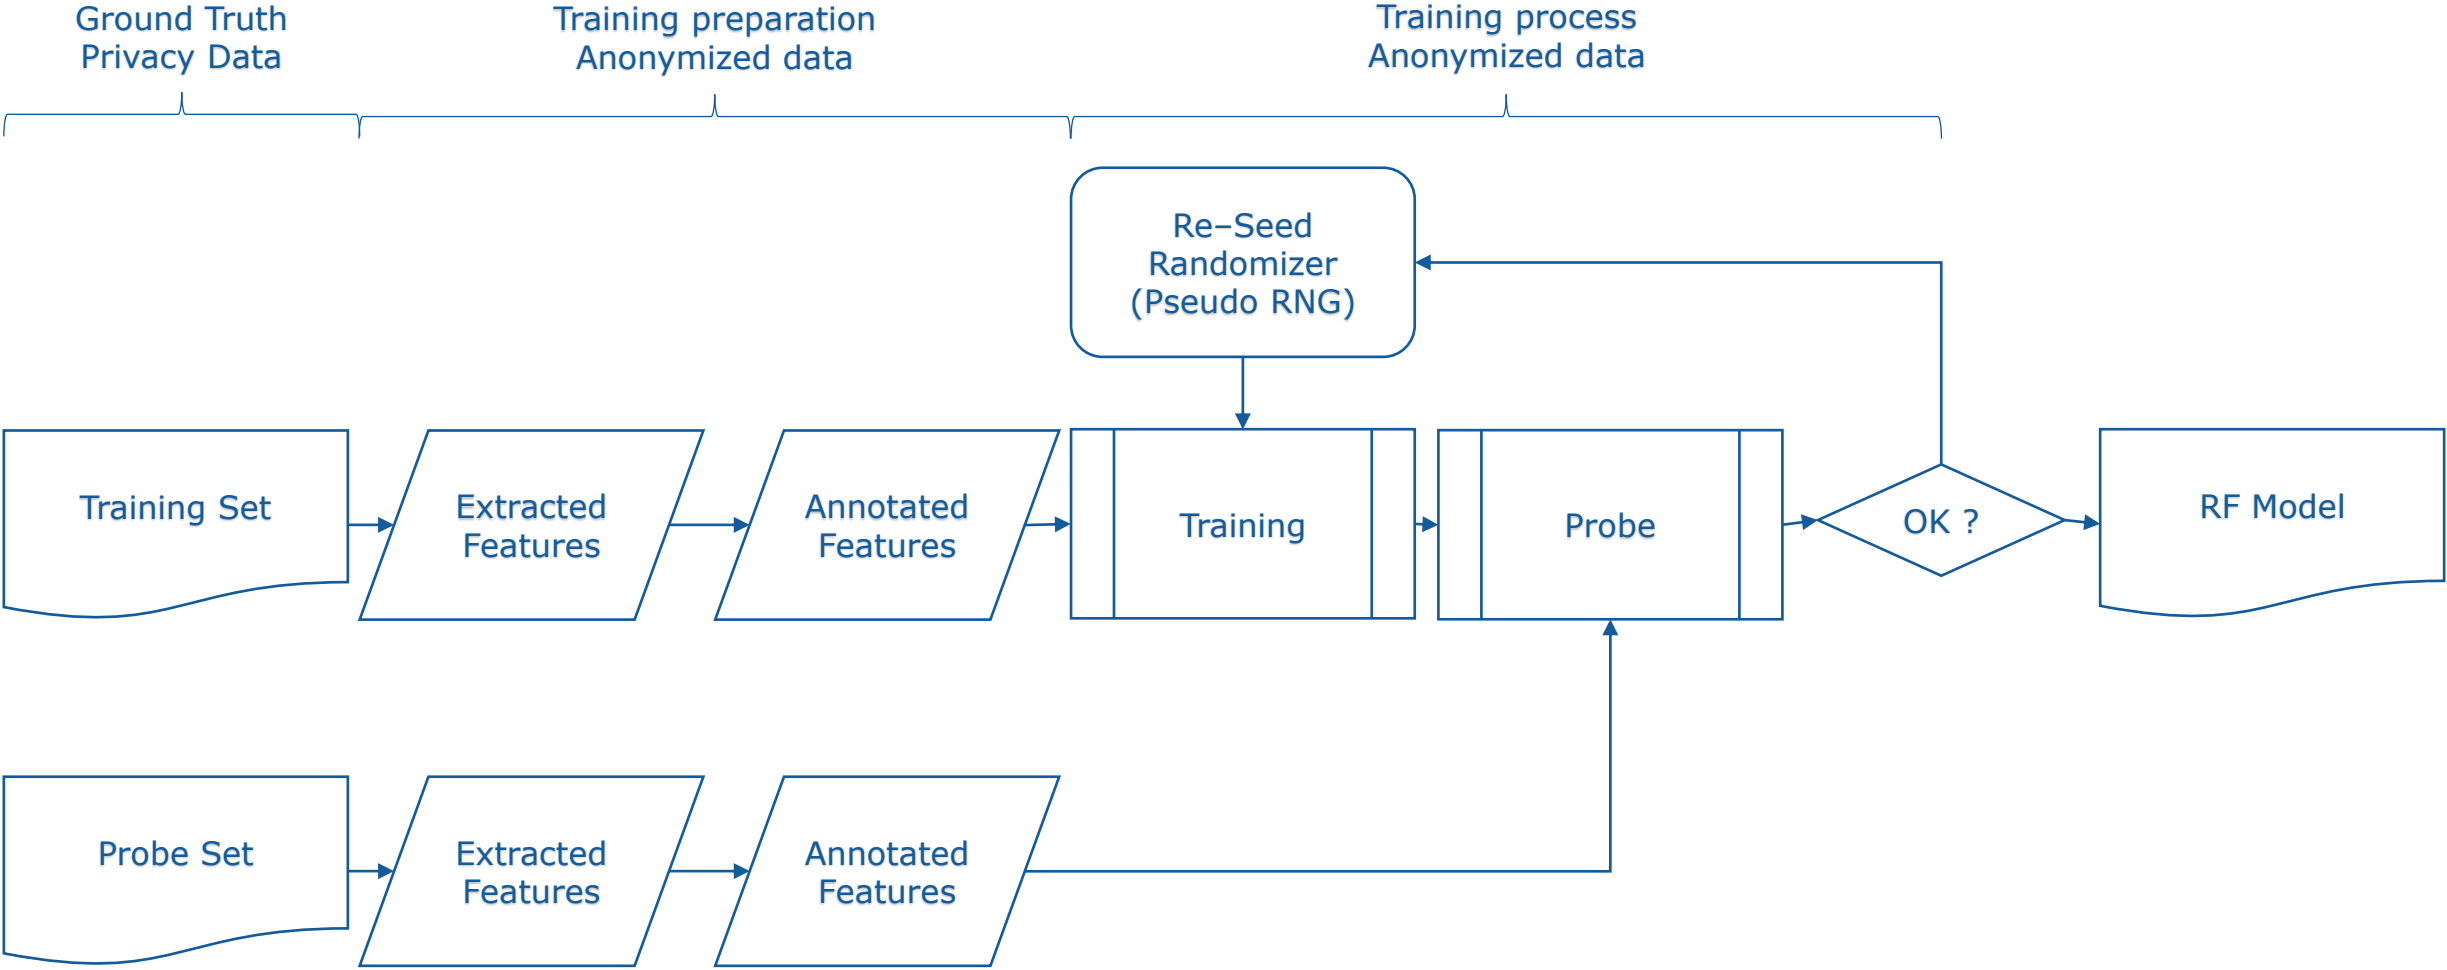 Ground Truth
Privacy Data
Training preparation
Anonymized data
Training process
Anonymized data
Re–Seed
Randomizer
(Pseudo RNG)
Training Set
Extracted
Features
Annotated
Features
Training
Probe
OK ?
RF Model
Probe Set
Extracted
Features
Annotated
Features